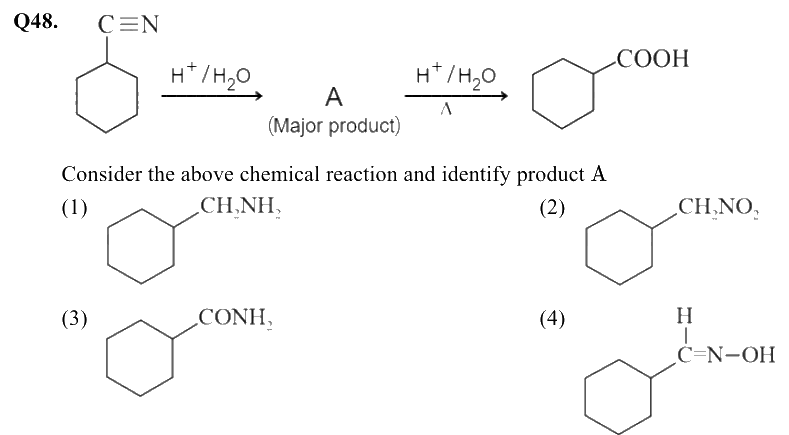 Q48. C≡N
H⁺/H₂O A (Major product) H⁺/H₂O Δ COOH
Consider the above chemical reaction and identify product A
(1) CH₂NH₂ (2) CH₂NO₂
(3) CONH₂ (4) H C=N–OH